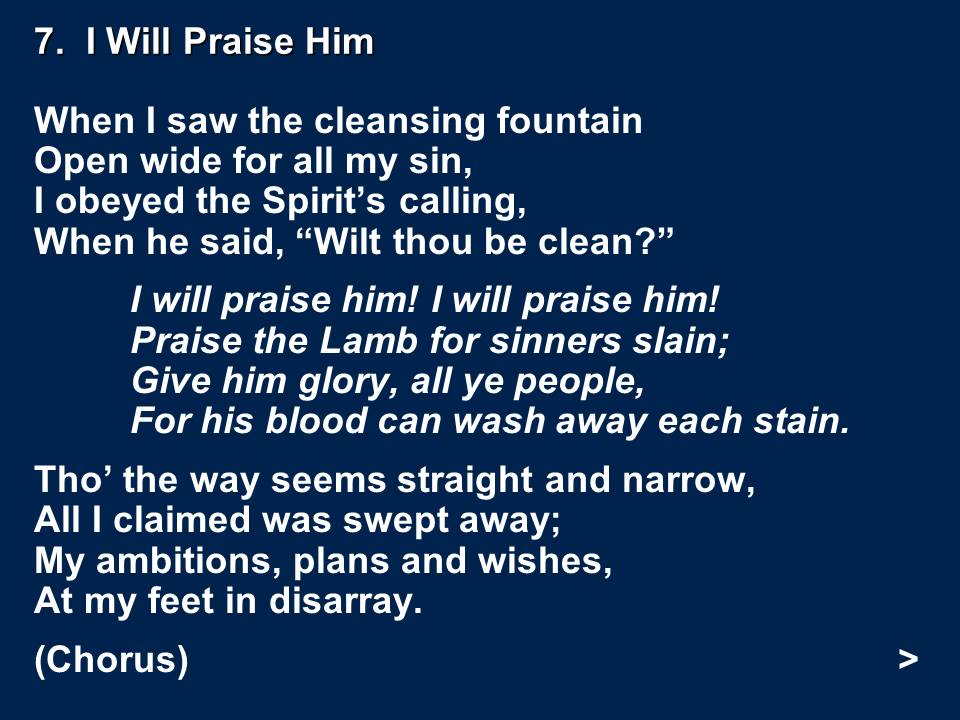 7.  I Will Praise Him
When I saw the cleansing fountain
Open wide for all my sin,
I obeyed the Spirit’s calling,
When he said, “Wilt thou be clean?”
I will praise him! I will praise him!
Praise the Lamb for sinners slain;
Give him glory, all ye people,
For his blood can wash away each stain.
Tho’ the way seems straight and narrow,
All I claimed was swept away;
My ambitions, plans and wishes,
At my feet in disarray.
(Chorus) >